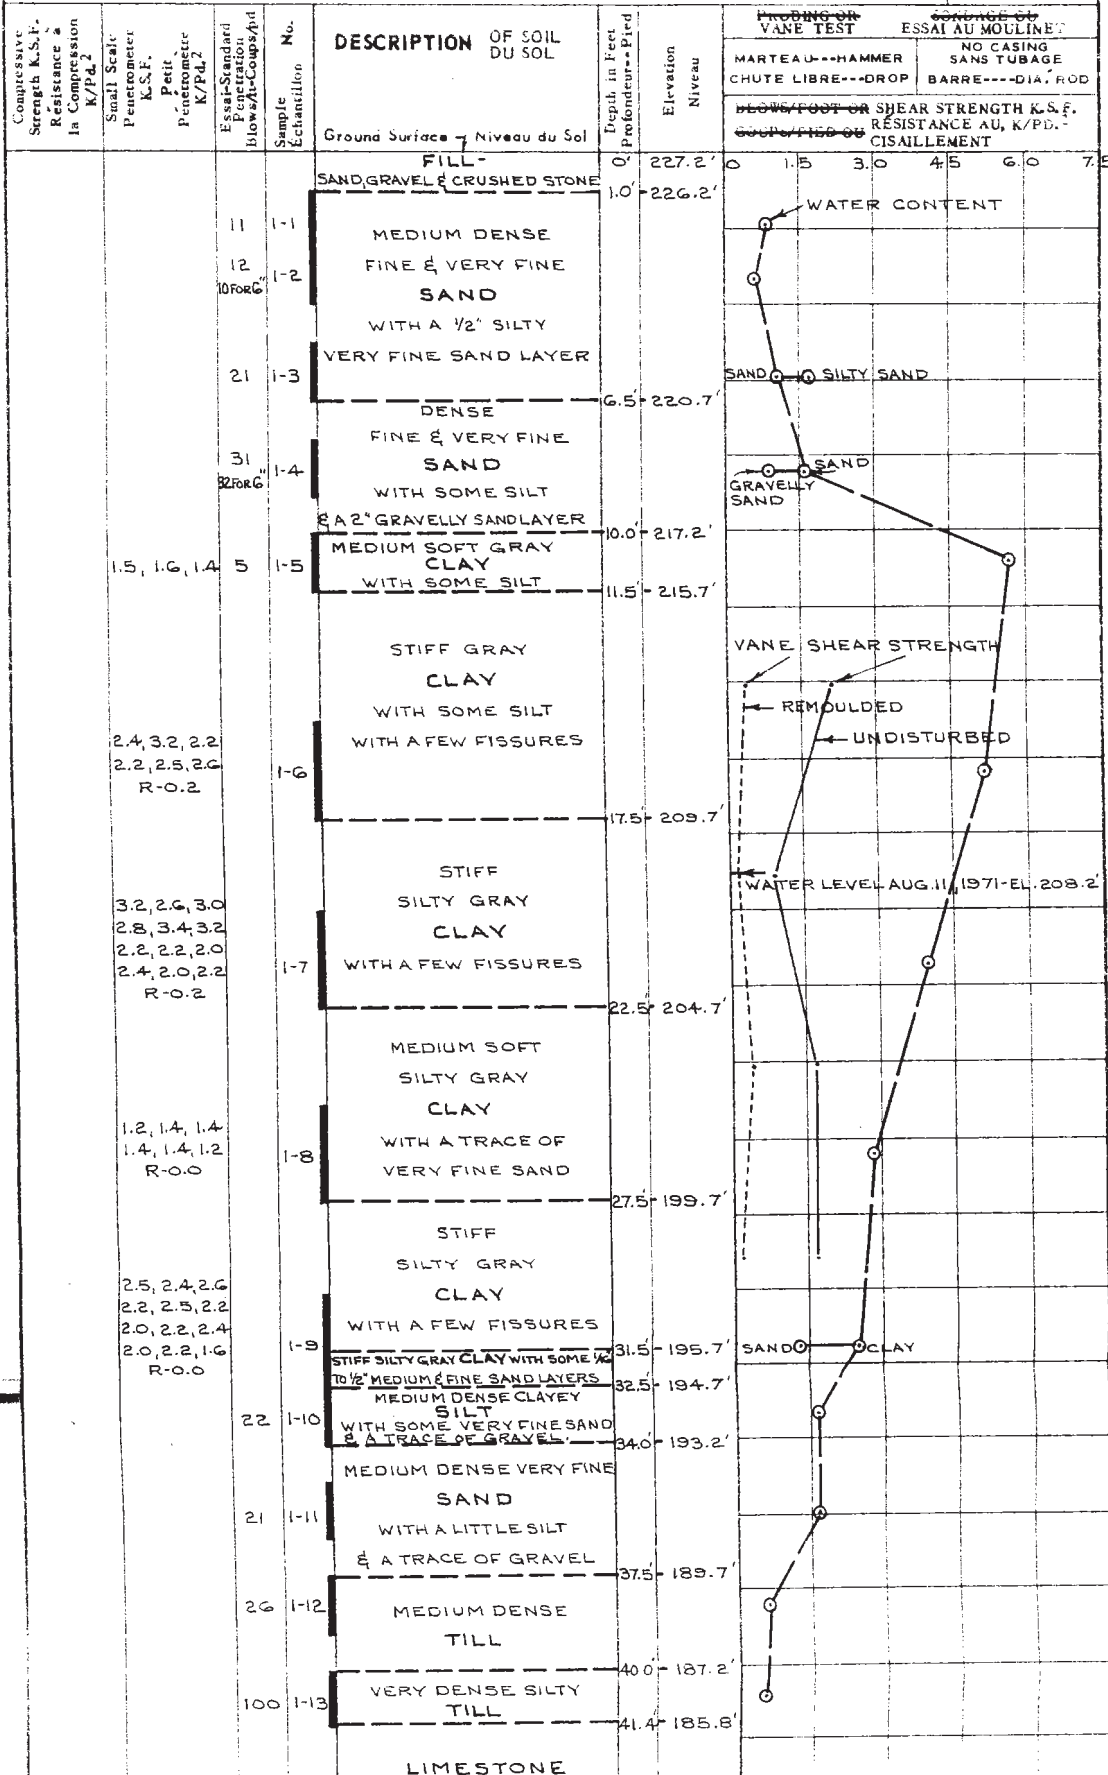 Compressive
Strength K.S.F.
Résistance à
la Compression
K/Pd.²
Small Scale
Penetrometer
K.S.F.
Petit
Pénétromètre
K/Pd.²
Essai-Standard
Penetration
Blows/ft-Coups/pd
Sample No.
Échantillon
DESCRIPTION OF SOIL
DU SOL
Ground Surface - Niveau du Sol
Depth in Feet
Profondeur--Pied
Elevation
Niveau
PROBING OR SONDAGE OU
VANE TEST ESSAI AU MOULINET
MARTEAU---HAMMER NO CASING
SANS TUBAGE
CHUTE LIBRE---DROP BARRE----DIA. ROD
BLOWS/FOOT OR SHEAR STRENGTH K.S.F.
COUPS/PIED OU RÉSISTANCE AU, K/PD.²
CISAILLEMENT
FILL- 0' 227.2' 0 1.5 3.0 4.5 6.0 7.5
SAND, GRAVEL & CRUSHED STONE 1.0' 226.2'
WATER CONTENT
11 1-1 MEDIUM DENSE
12 1-2 FINE & VERY FINE
10 FOR 6"
SAND
WITH A 1/2" SILTY
VERY FINE SAND LAYER
21 1-3 SAND SILTY SAND
6.5' 220.7'
DENSE
FINE & VERY FINE
31 1-4 SAND SAND
32 FOR 6" WITH SOME SILT GRAVELLY
SAND
& A 2" GRAVELLY SAND LAYER
10.0' 217.2'
MEDIUM SOFT GRAY
1.5, 1.6, 1.4 5 1-5 CLAY
WITH SOME SILT
11.5' 215.7'
STIFF GRAY VANE SHEAR STRENGTH
CLAY
WITH SOME SILT REMOULDED
2.4, 3.2, 2.2 WITH A FEW FISSURES UNDISTURBED
2.2, 2.5, 2.6 1-6
R-0.2
17.5' 209.7'
STIFF
WATER LEVEL AUG. 11, 1971-EL. 208.2'
3.2, 2.6, 3.0 SILTY GRAY
2.8, 3.4, 3.2 CLAY
2.2, 2.2, 2.0
2.4, 2.0, 2.2 1-7 WITH A FEW FISSURES
R-0.2
22.5' 204.7'
MEDIUM SOFT
SILTY GRAY
CLAY
1.2, 1.4, 1.4
1.4, 1.4, 1.2 1-8 WITH A TRACE OF
R-0.0 VERY FINE SAND
27.5' 199.7'
STIFF
SILTY GRAY
2.5, 2.4, 2.6 CLAY
2.2, 2.5, 2.2
2.0, 2.2, 2.4 WITH A FEW FISSURES
2.0, 2.2, 1.6 1-9 31.5' 195.7' SAND CLAY
R-0.0
STIFF SILTY GRAY CLAY WITH SOME
TO 1/2" MEDIUM & FINE SAND LAYERS 32.5' 194.7'
MEDIUM DENSE CLAYEY
22 1-10 SILT
WITH SOME VERY FINE SAND
& A TRACE OF GRAVEL. 34.0' 193.2'
MEDIUM DENSE VERY FINE
21 1-11 SAND
WITH A LITTLE SILT
& A TRACE OF GRAVEL 37.5' 189.7'
26 1-12 MEDIUM DENSE
TILL
40.0' 187.2'
100 1-13 VERY DENSE SILTY
TILL
41.4' 185.8'
LIMESTONE